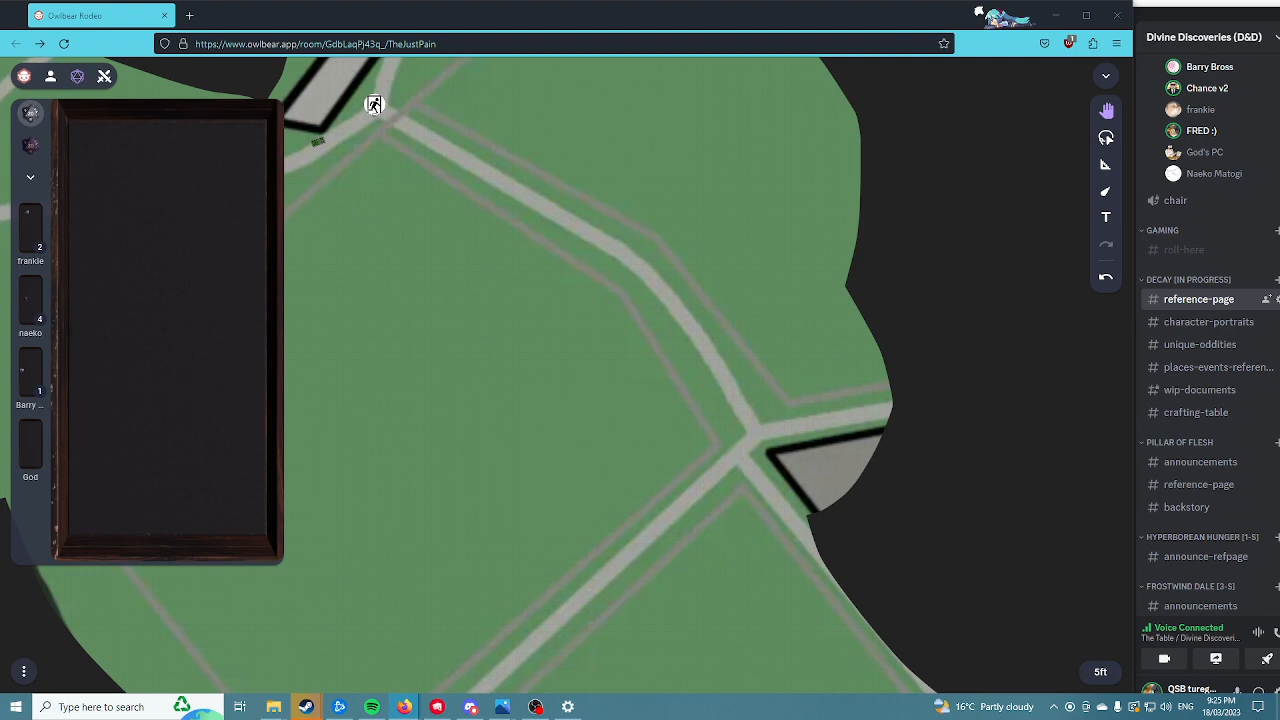 Owlbear Rodeo
https://www.owlbear.app/room/GdbLaqPj43q_/TheJustPain
2
frankie
4
naeko
1
Barry ...
God
5ft
Divine Discoveries (D&D)
Barry Bross
Chance v2
frankie
FRED :)
God's PC
Naeko Matogi
chair
GAMING
roll-here
DECAY [IN PROGRESS]
reference-page
character-portraits
unique-oddities
places-events-referen...
wip-documents
crafting-table
PILLAR OF FLESH
announcements
reference-page
backstory
HYPERBOREAN HUNGER [1-S]
announce-refpage
FROSTWIND DALE [3-S]
announcements
Voice Connected
The Table / Divine Discoveri...
QSB tureg...
Type here to search
16°C Partly cloudy
ENG
9:25 PM
18/03/2023